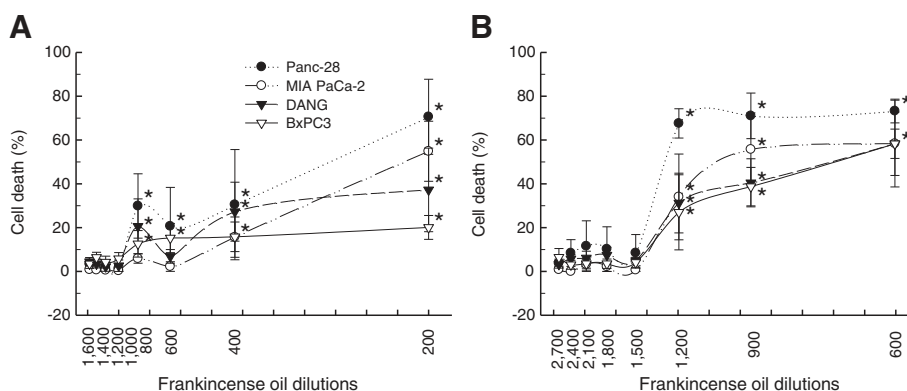 A
Cell death (%)
100
80
60
40
20
0
-20
Panc-28
MIA PaCa-2
DANG
BxPC3
* * * * * * * * * * *
1,600
1,400
1,200
1,000
800
600
400
200
Frankincense oil dilutions
B
Cell death (%)
100
80
60
40
20
0
-20
* * * * * * * * * *
2,700
2,400
2,100
1,800
1,500
1,200
900
600
Frankincense oil dilutions